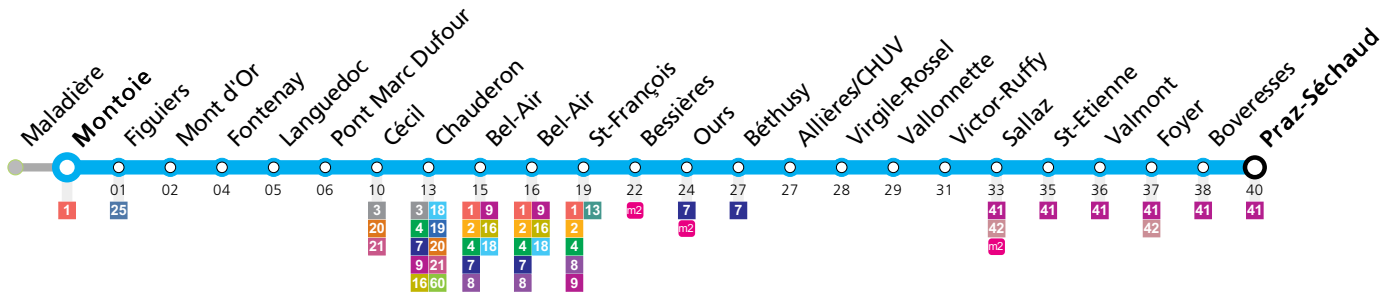 Maladière
Montoie
Figuiers
Mont d'Or
Fontenay
Languedoc
Pont Marc Dufour
Cécil
Chauderon
Bel-Air
Bel-Air
St-François
Bessières
Ours
Béthusy
Allières/CHUV
Virgile-Rossel
Vallonnette
Victor-Ruffy
Sallaz
St-Etienne
Valmont
Foyer
Boveresses
Praz-Séchaud
01 02 04 05 06 10 13 15 16 19 22 24 27 27 28 29 31 33 35 36 37 38 40
1 25 3 3 18 1 9 1 9 1 13 m2 7 7 41 41 41 41 41 41
20 4 19 2 16 2 16 2 m2 42 42
21 7 20 4 18 4 18 4 m2
9 21 7 7 8
16 60 8 8 9